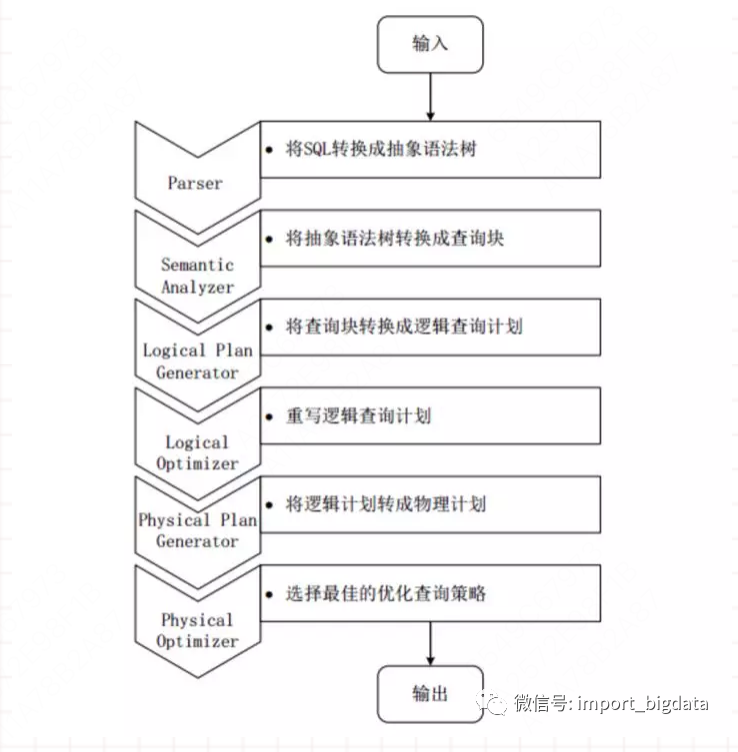 输入
Parser
• 将SQL转换成抽象语法树
Semantic
Analyzer
• 将抽象语法树转换成查询块
Logical Plan
Generator
• 将查询块转换成逻辑查询计划
Logical
Optimizer
• 重写逻辑查询计划
Physical Plan
Generator
• 将逻辑计划转成物理计划
Physical
Optimizer
• 选择最佳的优化查询策略
输出
微信号: import_bigdata